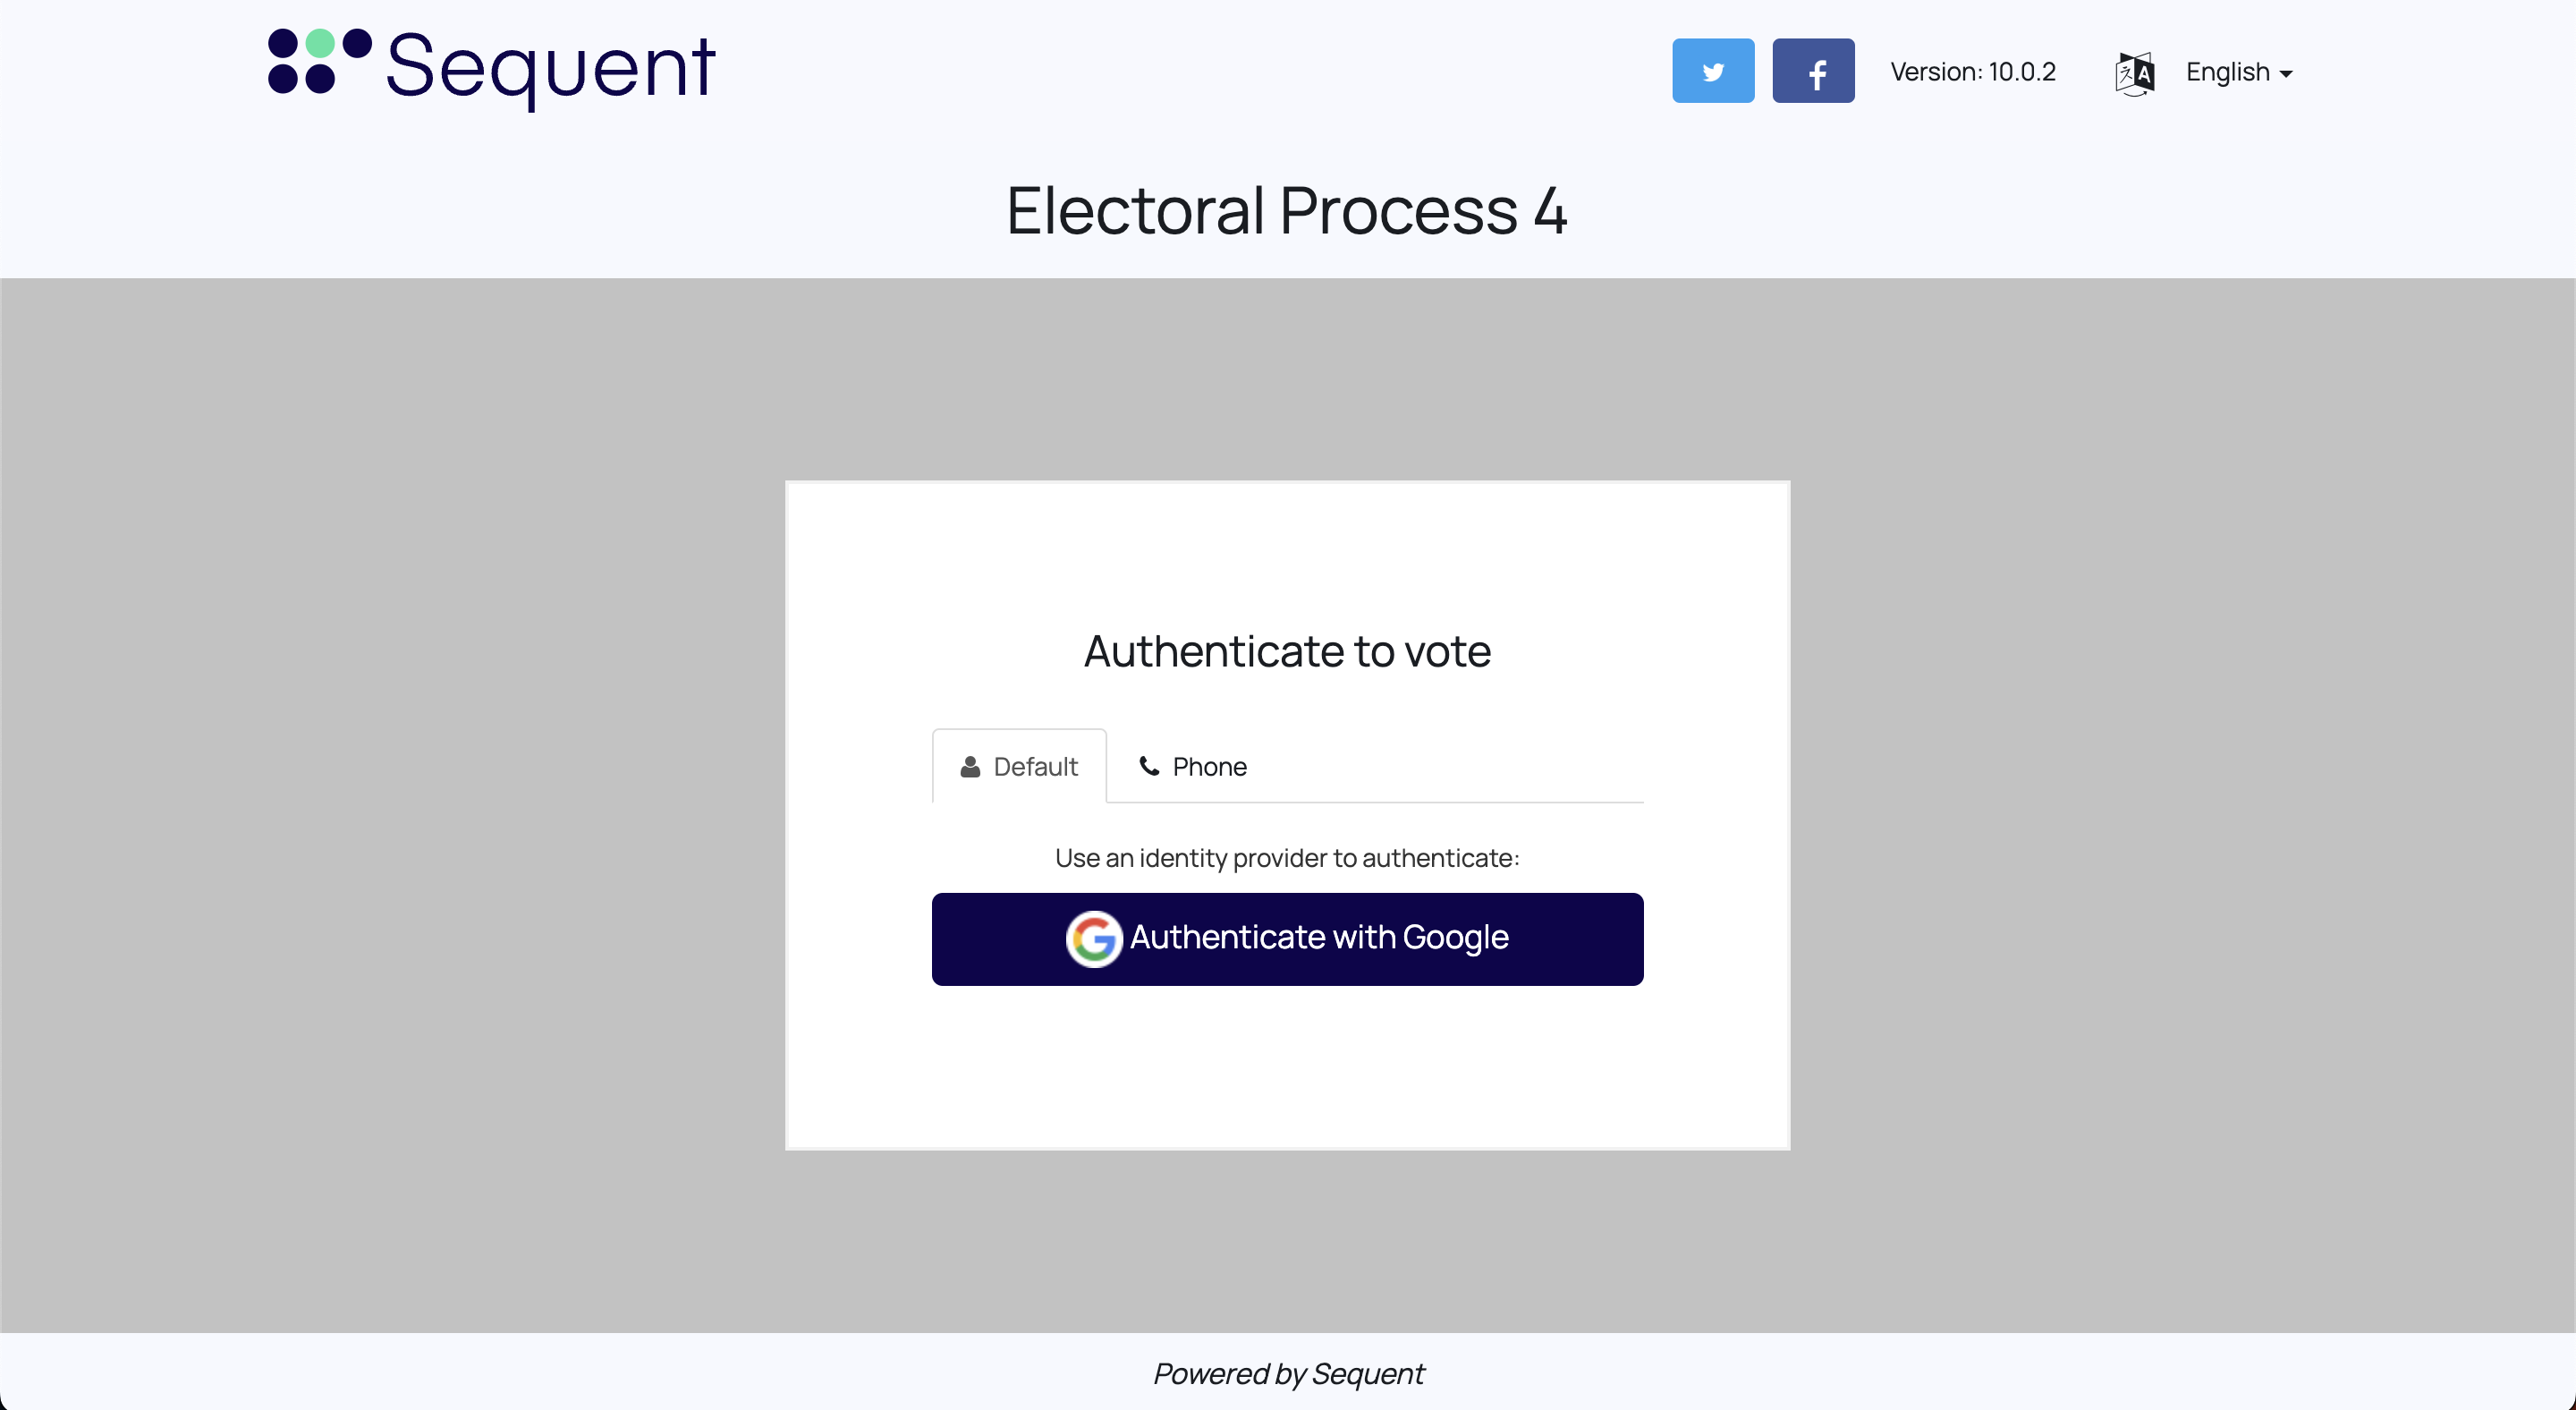 Sequent
Version: 10.0.2
English
Electoral Process 4
Authenticate to vote
Default
Phone
Use an identity provider to authenticate:
Authenticate with Google
Powered by Sequent